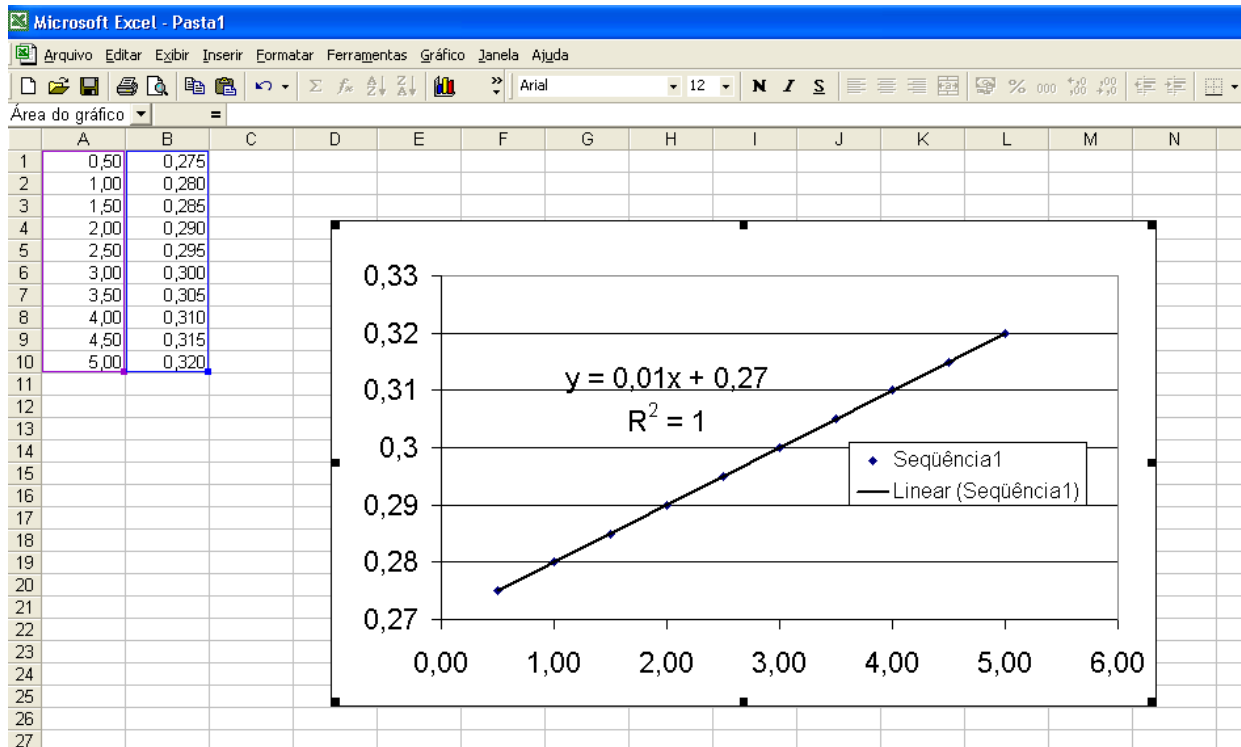 Microsoft Excel - Pasta1
Arquivo Editar Exibir Inserir Formatar Ferramentas Gráfico Janela Ajuda
Σ fx Arial 12 N I S % 000
Área do gráfico =
A B C D E F G H I J K L M N
1 0,50 0,275
2 1,00 0,280
3 1,50 0,285
4 2,00 0,290
5 2,50 0,295
6 3,00 0,300
7 3,50 0,305
8 4,00 0,310
9 4,50 0,315
10 5,00 0,320
11
12
13
14
15
16
17
18
19
20
21
22
23
24
25
26
27
0,33
0,32
0,31
0,3
0,29
0,28
0,27
y = 0,01x + 0,27
R² = 1
Seqüência1
Linear (Seqüência1)
0,00 1,00 2,00 3,00 4,00 5,00 6,00